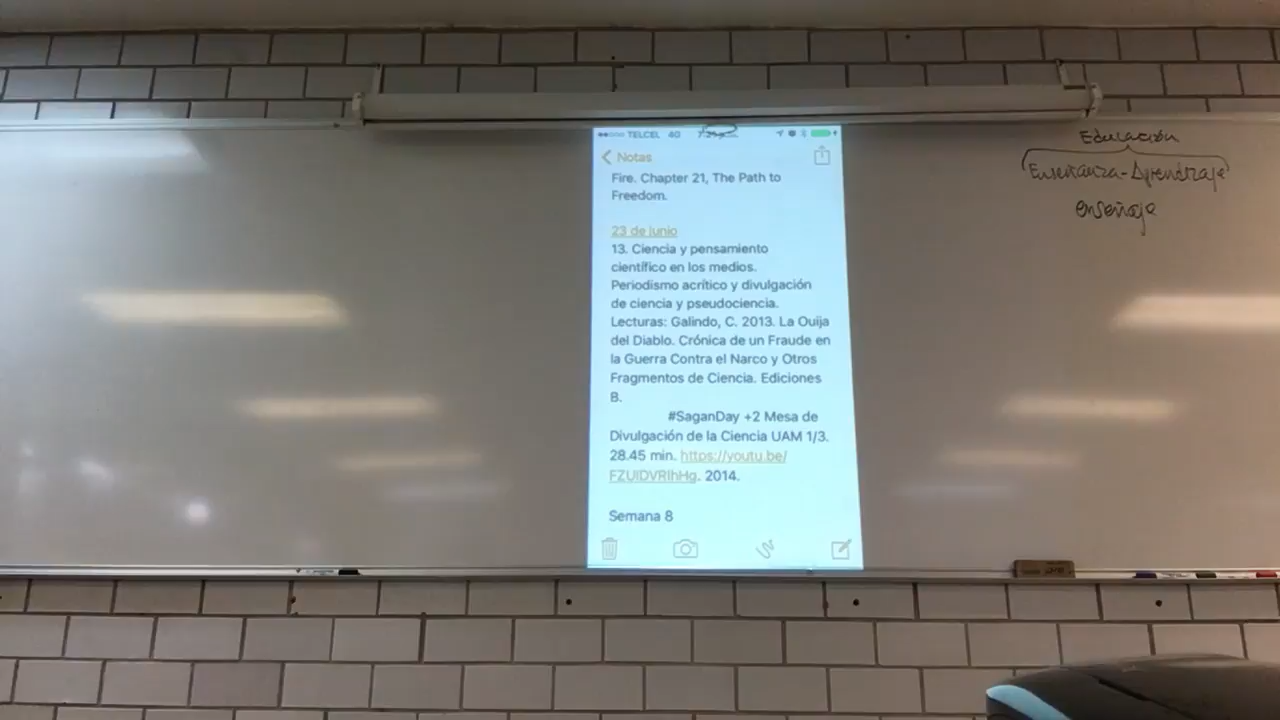 TELCEL 4G
Notas
Fire. Chapter 21, The Path to
Freedom.
23 de junio
13. Ciencia y pensamiento
científico en los medios.
Periodismo acrítico y divulgación
de ciencia y pseudociencia.
Lecturas: Galindo, C. 2013. La Ouija
del Diablo. Crónica de un Fraude en
la Guerra Contra el Narco y Otros
Fragmentos de Ciencia. Ediciones
B.
#SaganDay +2 Mesa de
Divulgación de la Ciencia UAM 1/3.
28.45 min. https://youtu.be/
FZUIDVRlhHg. 2014.
Semana 8
Educación
Enseñanza-Aprendizaje
enseñaje